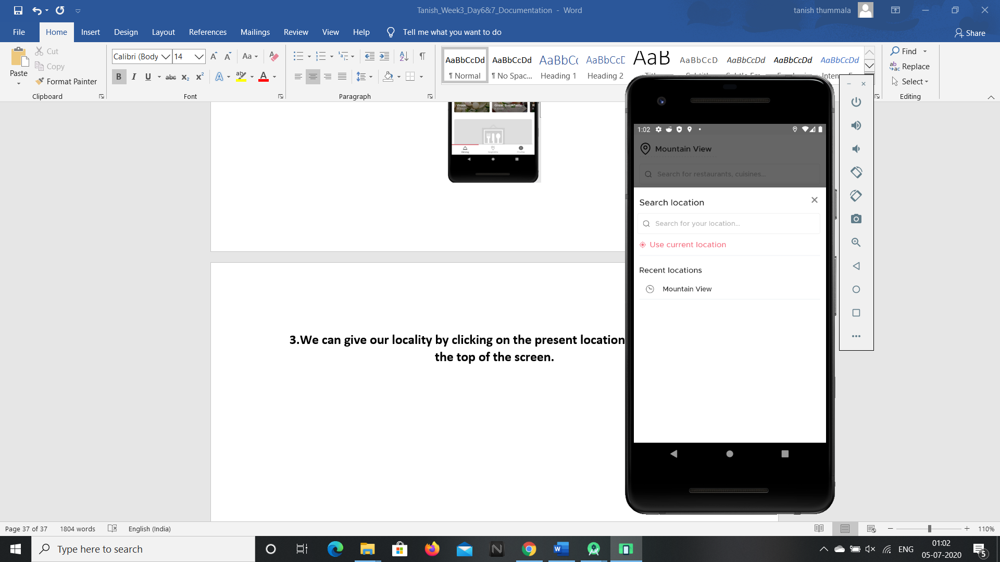 Tanish_Week3_Day6&7_Documentation - Word
tanish thummala
File Home Insert Design Layout References Mailings Review View Help Tell me what you want to do
Share
Cut
Copy
Format Painter
Paste
Clipboard
Calibri (Body 14
Font
Paragraph
AaBbCcDd AaBbCcDd AaBbCc AaBbCcD AaB AaBbCcD AaBbCcDd AaBbCcDd AaBbCcDd
¶ Normal ¶ No Spac... Heading 1 Heading 2
Find
Replace
Select
Editing
Week
Great Breakfasts
Dining
1:02
Mountain View
Search for restaurants, cuisines...
Search location
Search for your location...
Use current location
Recent locations
Mountain View
3.We can give our locality by clicking on the present location
the top of the screen.
Page 37 of 37 1804 words English (India)
110%
Type here to search
ENG
01:02
05-07-2020
5